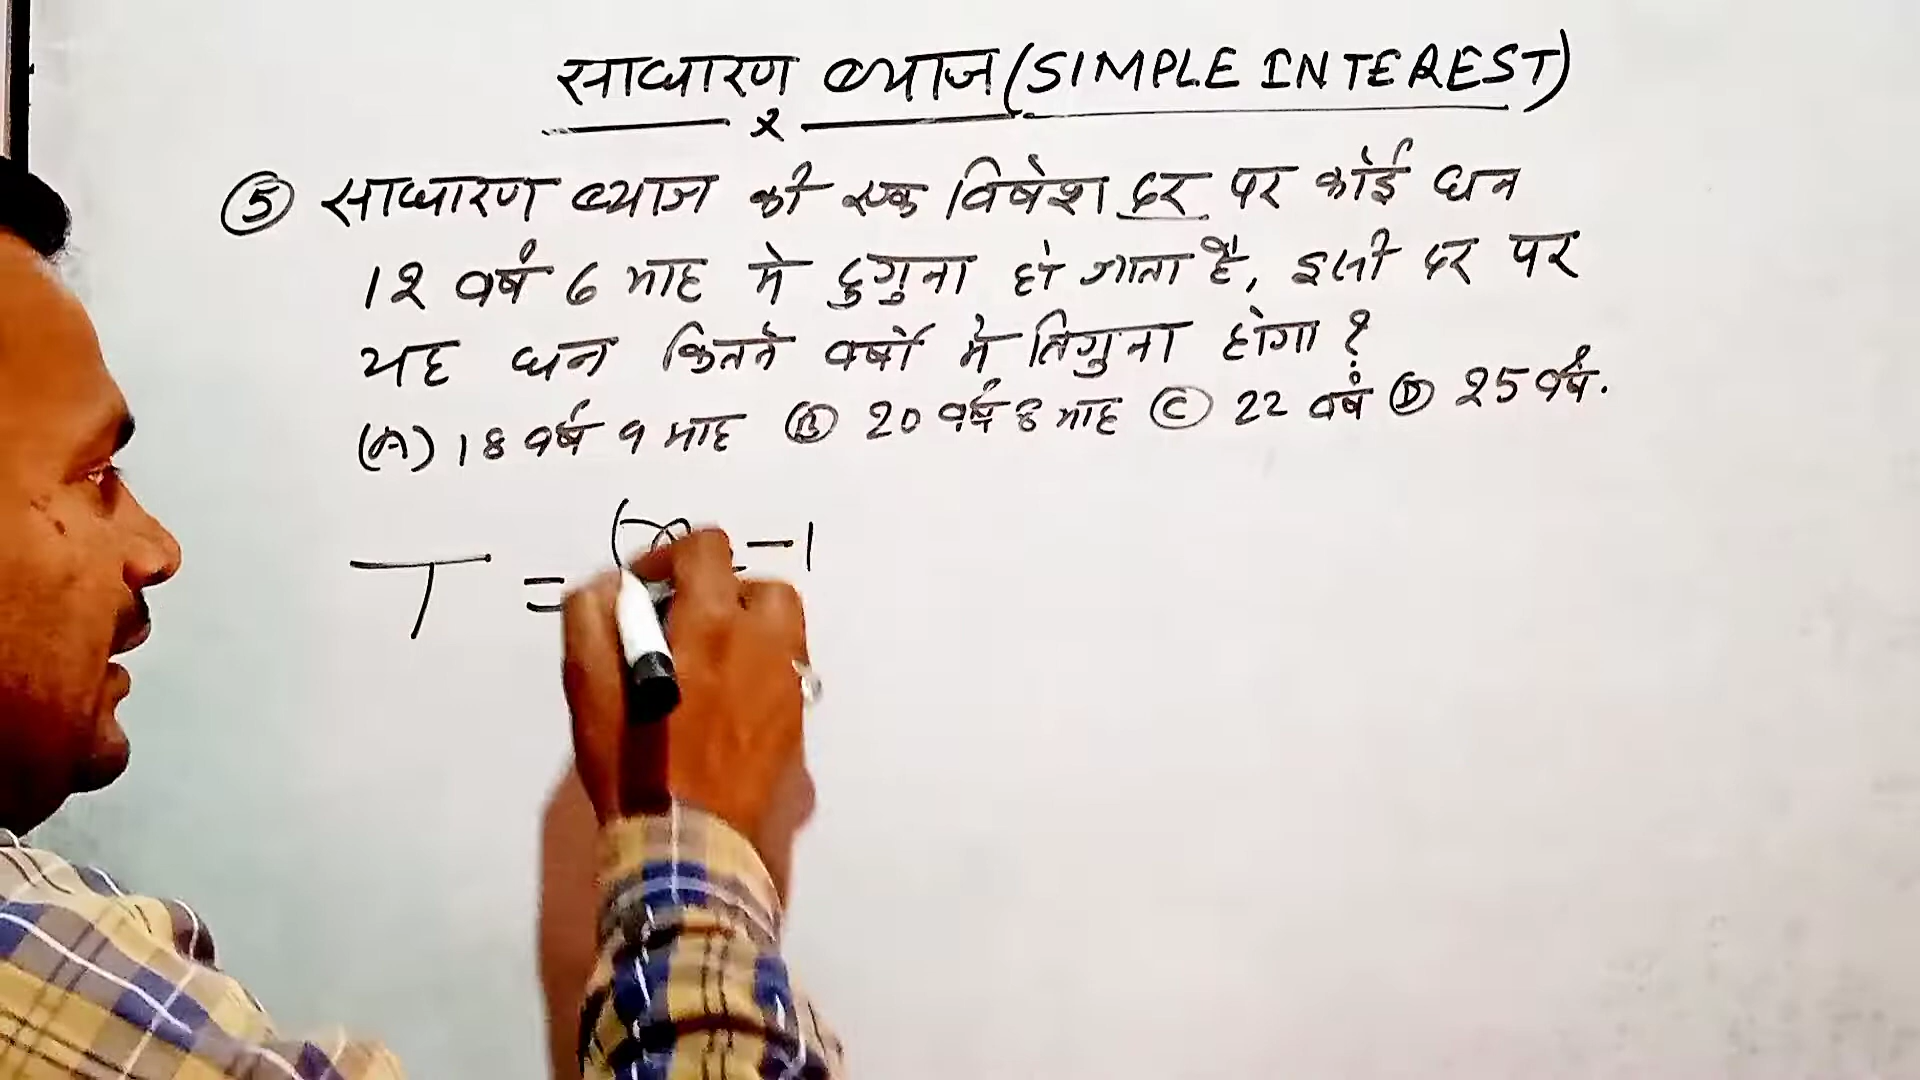 साधारण ब्याज (SIMPLE INTEREST)
⑤ साधारण ब्याज की एक विषेश दर पर कोई धन
12 वर्ष 6 माह मे दुगुना हो जाता है, इसी दर पर
यह धन कितने वर्षो मे तिगुना होगा ?
(A) 18 वर्ष 9 माह Ⓑ 20 वर्ष 8 माह Ⓒ 22 वर्ष Ⓓ 25 वर्ष.
T = ( -1